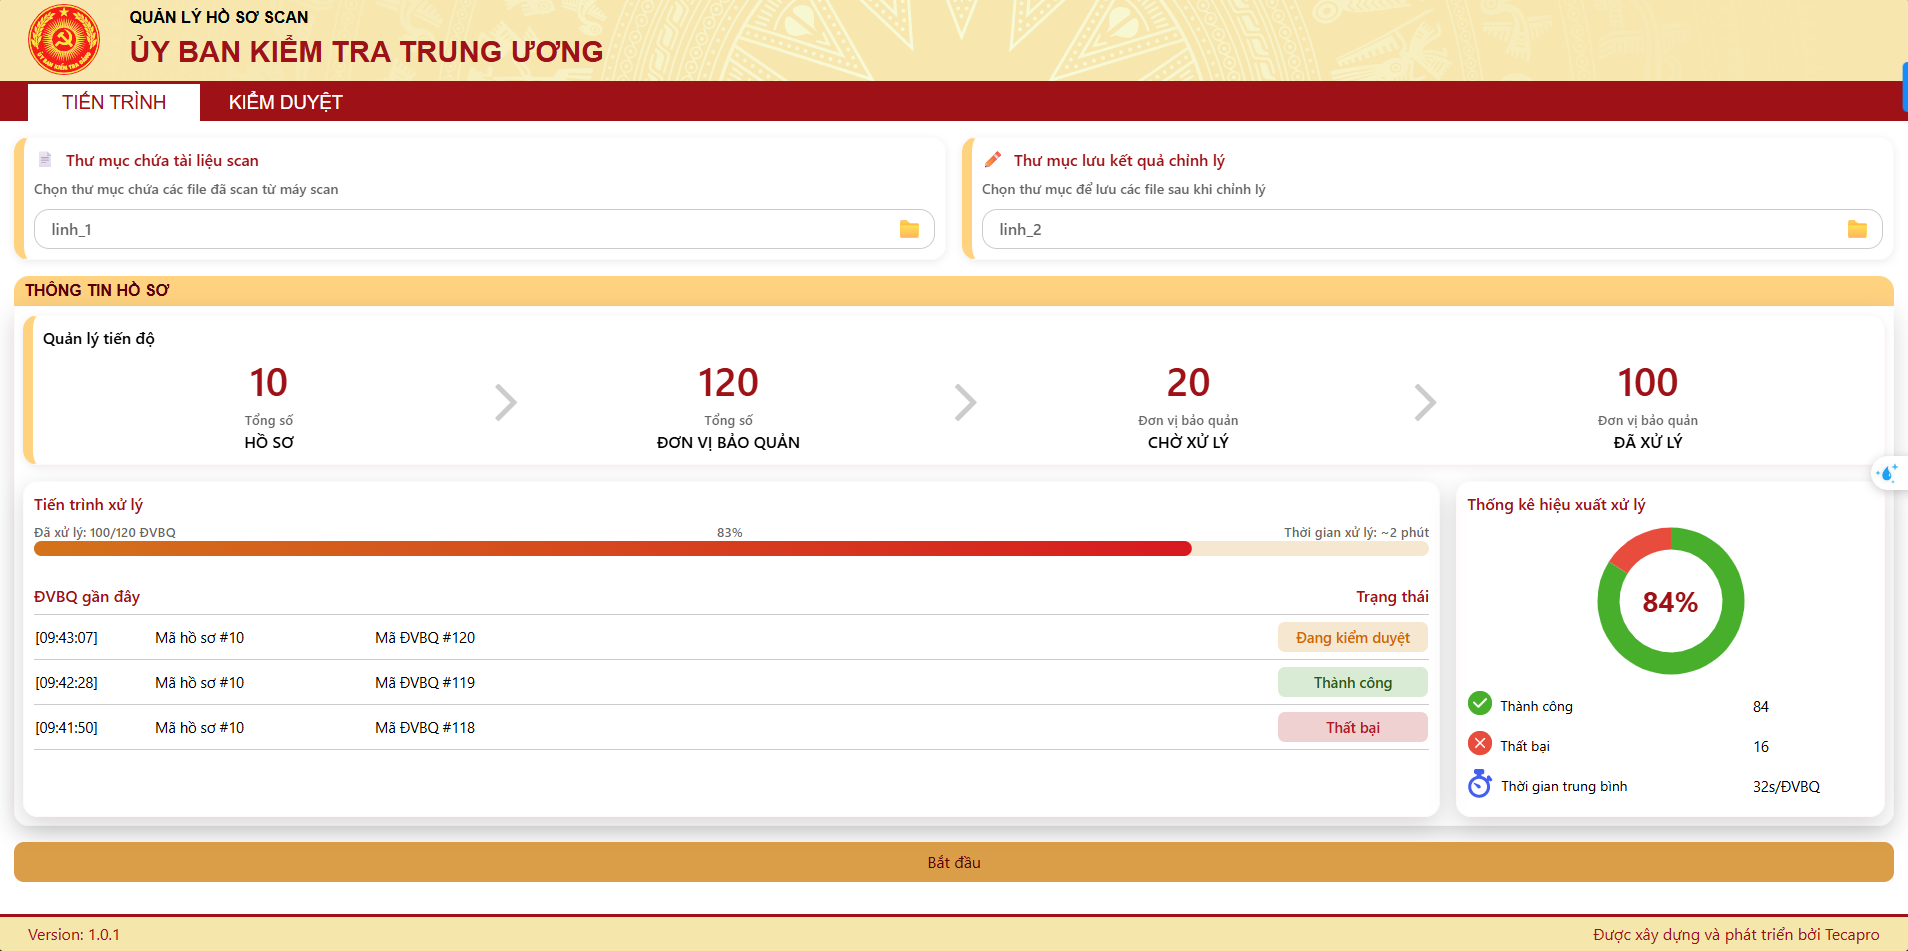 QUẢN LÝ HỒ SƠ SCAN
ỦY BAN KIỂM TRA TRUNG ƯƠNG
TIẾN TRÌNH
KIỂM DUYỆT
Thư mục chứa tài liệu scan
Chọn thư mục chứa các file đã scan từ máy scan
linh_1
Thư mục lưu kết quả chỉnh lý
Chọn thư mục để lưu các file sau khi chỉnh lý
linh_2
THÔNG TIN HỒ SƠ
Quản lý tiến độ
10
Tổng số
HỒ SƠ
120
Tổng số
ĐƠN VỊ BẢO QUẢN
20
Đơn vị bảo quản
CHỜ XỬ LÝ
100
Đơn vị bảo quản
ĐÃ XỬ LÝ
Tiến trình xử lý
Đã xử lý: 100/120 ĐVBQ 83% Thời gian xử lý: ~2 phút
ĐVBQ gần đây Trạng thái
[09:43:07] Mã hồ sơ #10 Mã ĐVBQ #120 Đang kiểm duyệt
[09:42:28] Mã hồ sơ #10 Mã ĐVBQ #119 Thành công
[09:41:50] Mã hồ sơ #10 Mã ĐVBQ #118 Thất bại
Thống kê hiệu xuất xử lý
84%
Thành công 84
Thất bại 16
Thời gian trung bình 32s/ĐVBQ
Bắt đầu
Version: 1.0.1
Được xây dựng và phát triển bởi Tecapro